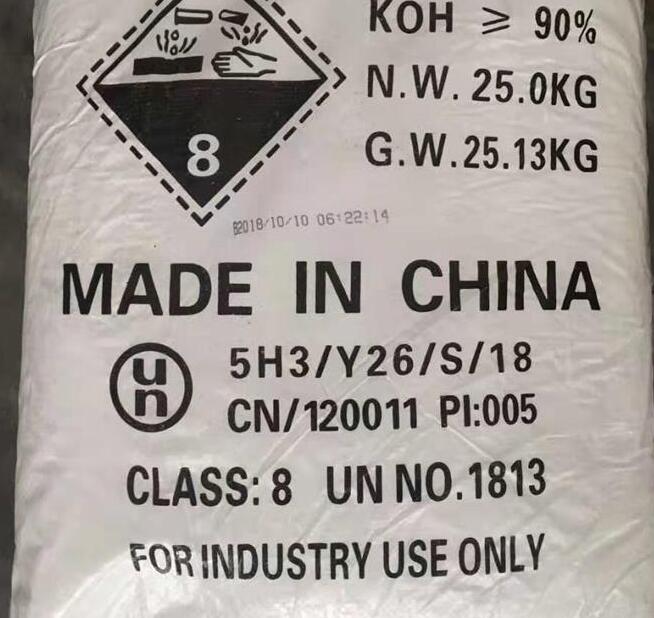 KOH ≥ 90%
N.W. 25.0KG
G.W.25.13KG
8
B2018/10/10 06:22:14
MADE IN CHINA
un
5H3/Y26/S/18
CN/120011 PI:005
CLASS: 8 UN NO.1813
FOR INDUSTRY USE ONLY